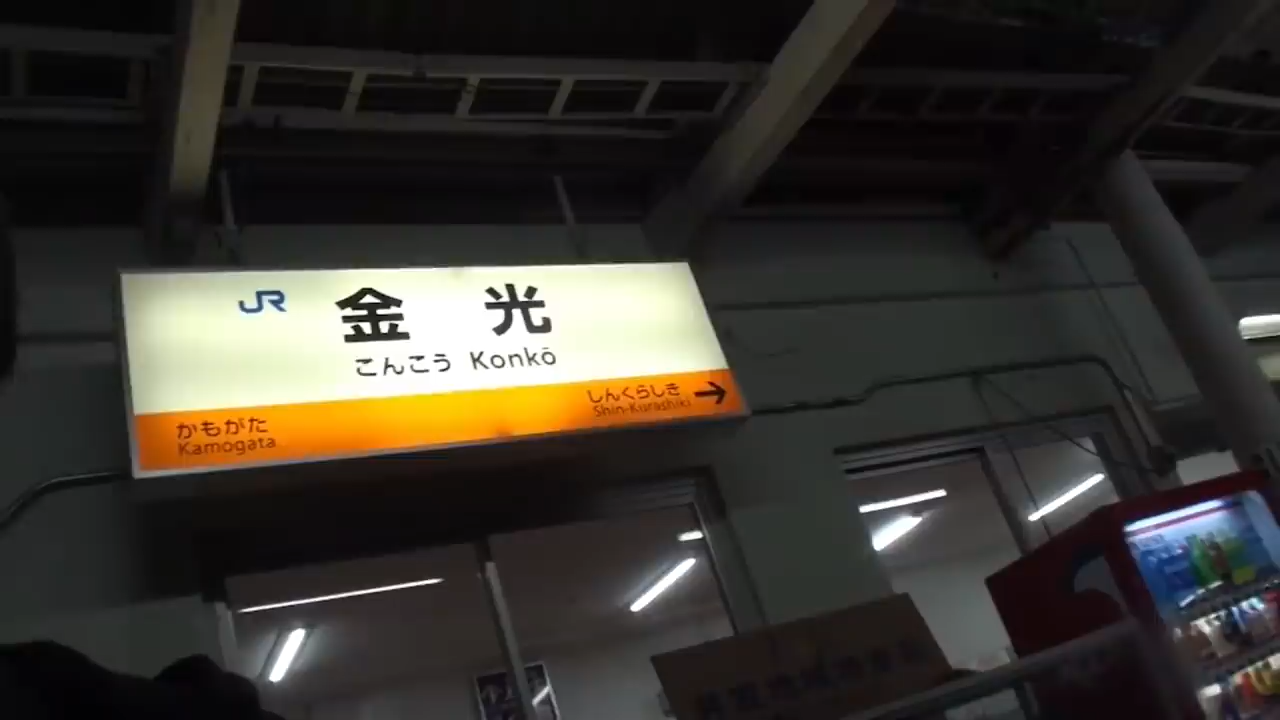 JR 金光
こんこう Konkō
かもがた
Kamogata
しんくらしき →
Shin-Kurashiki